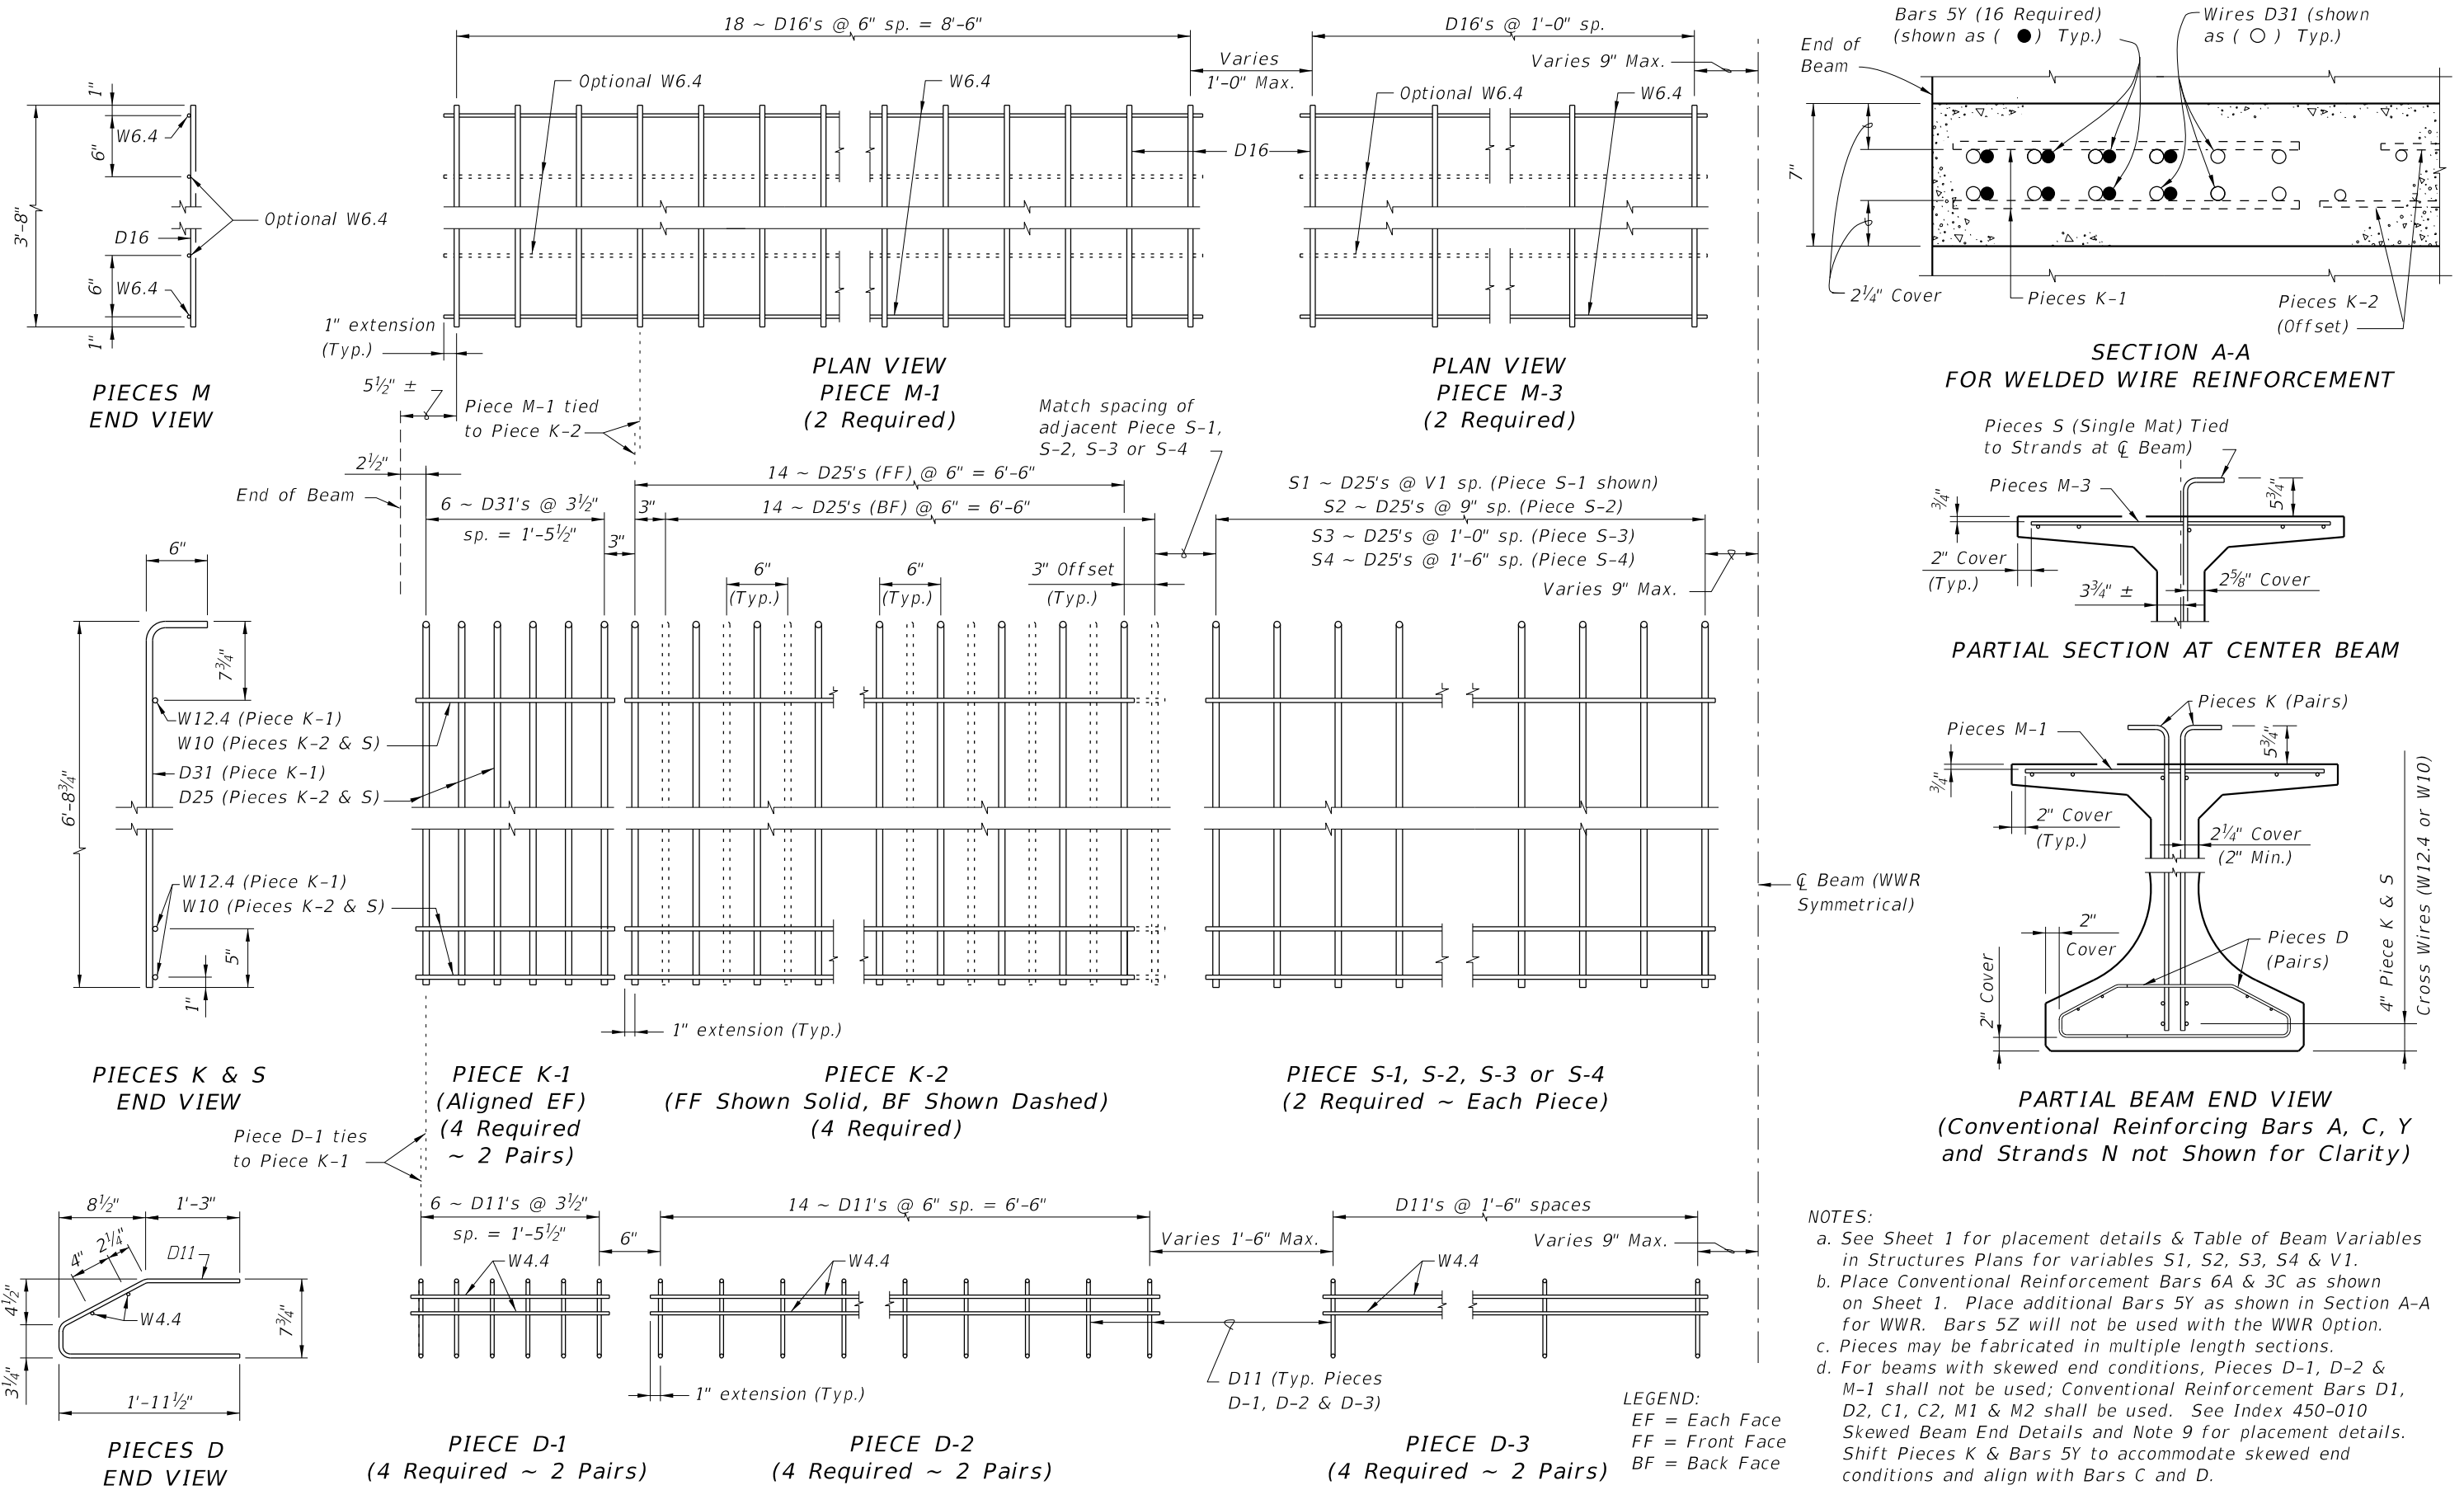 18 ~ D16's @ 6" sp. = 8'-6"
D16's @ 1'-0" sp.
Varies
1'-0" Max.
Varies 9" Max.
Optional W6.4
W6.4
Optional W6.4
W6.4
D16
1"
6"
W6.4
3'-8"
Optional W6.4
D16
6"
W6.4
1"
1" extension
(Typ.)
PIECES M
END VIEW
PLAN VIEW
PIECE M-1
(2 Required)
PLAN VIEW
PIECE M-3
(2 Required)
Bars 5Y (16 Required)
(shown as ( ● ) Typ.)
Wires D31 (shown
as ( ○ ) Typ.)
End of
Beam
7"
2¼" Cover
Pieces K-1
Pieces K-2
(Offset)
SECTION A-A
FOR WELDED WIRE REINFORCEMENT
5½" ±
Piece M-1 tied
to Piece K-2
Match spacing of
adjacent Piece S-1,
S-2, S-3 or S-4
2½"
End of Beam
6 ~ D31's @ 3½"
sp. = 1'-5½"
3"
3"
14 ~ D25's (FF) @ 6" = 6'-6"
14 ~ D25's (BF) @ 6" = 6'-6"
6"
(Typ.)
6"
(Typ.)
3" Offset
(Typ.)
S1 ~ D25's @ V1 sp. (Piece S-1 shown)
S2 ~ D25's @ 9" sp. (Piece S-2)
S3 ~ D25's @ 1'-0" sp. (Piece S-3)
S4 ~ D25's @ 1'-6" sp. (Piece S-4)
Varies 9" Max.
Pieces S (Single Mat) Tied
to Strands at ℄ Beam)
Pieces M-3
¾"
5¾"
2" Cover
(Typ.)
3¾" ±
2⅝" Cover
PARTIAL SECTION AT CENTER BEAM
6"
7¾"
6'-8¾"
W12.4 (Piece K-1)
W10 (Pieces K-2 & S)
D31 (Piece K-1)
D25 (Pieces K-2 & S)
W12.4 (Piece K-1)
W10 (Pieces K-2 & S)
5"
1"
1" extension (Typ.)
℄ Beam (WWR
Symmetrical)
PIECES K & S
END VIEW
PIECE K-1
(Aligned EF)
(4 Required
~ 2 Pairs)
PIECE K-2
(FF Shown Solid, BF Shown Dashed)
(4 Required)
PIECE S-1, S-2, S-3 or S-4
(2 Required ~ Each Piece)
Pieces K (Pairs)
Pieces M-1
¾"
5¾"
2" Cover
(Typ.)
2¼" Cover
(2" Min.)
2"
Cover
Pieces D
(Pairs)
2" Cover
4" Piece K & S
Cross Wires (W12.4 or W10)
PARTIAL BEAM END VIEW
(Conventional Reinforcing Bars A, C, Y
and Strands N not Shown for Clarity)
Piece D-1 ties
to Piece K-1
8½"
1'-3"
4"
2¼"
D11
4½"
3¼"
W4.4
7¾"
1'-11½"
PIECES D
END VIEW
6 ~ D11's @ 3½"
sp. = 1'-5½"
W4.4
6"
14 ~ D11's @ 6" sp. = 6'-6"
W4.4
Varies 1'-6" Max.
D11's @ 1'-6" spaces
Varies 9" Max.
W4.4
1" extension (Typ.)
D11 (Typ. Pieces
D-1, D-2 & D-3)
PIECE D-1
(4 Required ~ 2 Pairs)
PIECE D-2
(4 Required ~ 2 Pairs)
PIECE D-3
(4 Required ~ 2 Pairs)
LEGEND:
EF = Each Face
FF = Front Face
BF = Back Face
NOTES:
a. See Sheet 1 for placement details & Table of Beam Variables
in Structures Plans for variables S1, S2, S3, S4 & V1.
b. Place Conventional Reinforcement Bars 6A & 3C as shown
on Sheet 1. Place additional Bars 5Y as shown in Section A-A
for WWR. Bars 5Z will not be used with the WWR Option.
c. Pieces may be fabricated in multiple length sections.
d. For beams with skewed end conditions, Pieces D-1, D-2 &
M-1 shall not be used; Conventional Reinforcement Bars D1,
D2, C1, C2, M1 & M2 shall be used. See Index 450-010
Skewed Beam End Details and Note 9 for placement details.
Shift Pieces K & Bars 5Y to accommodate skewed end
conditions and align with Bars C and D.